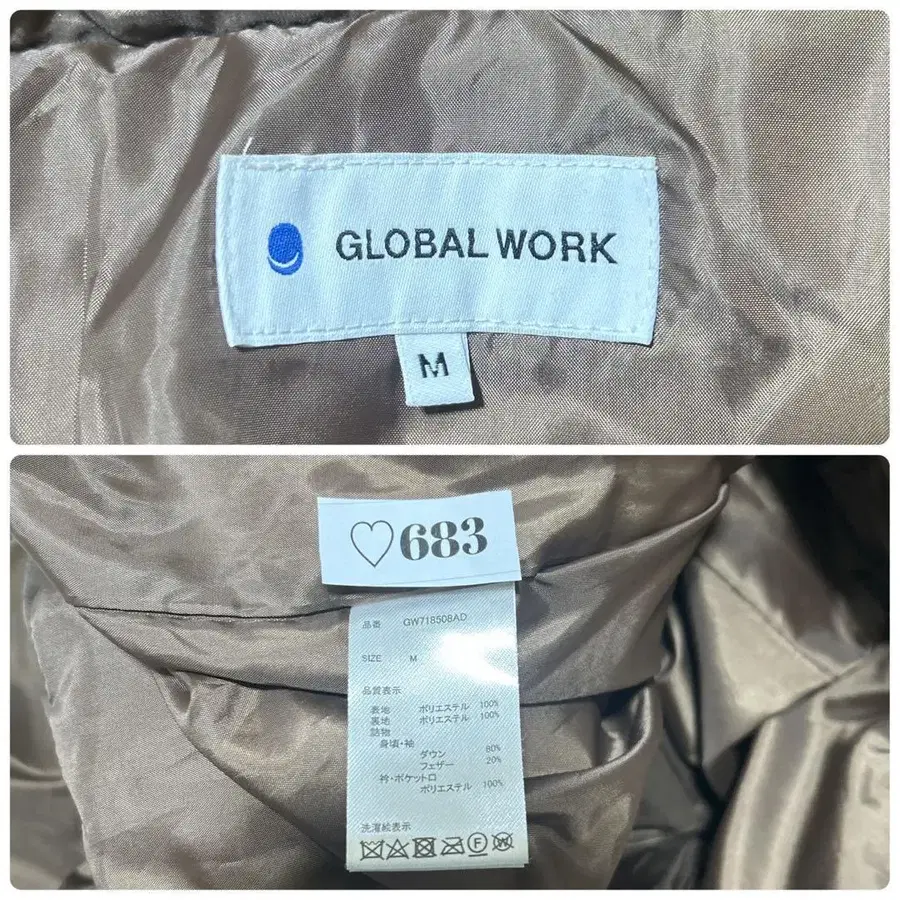 GLOBAL WORK
M
♡683
品番 GW718508AD
SIZE M
品質表示
表地 ポリエステル 100%
裏地 ポリエステル 100%
詰物
身頃・袖
ダウン 80%
フェザー 20%
衿・ポケット口
ポリエステル 100%
洗濯絵表示
F W